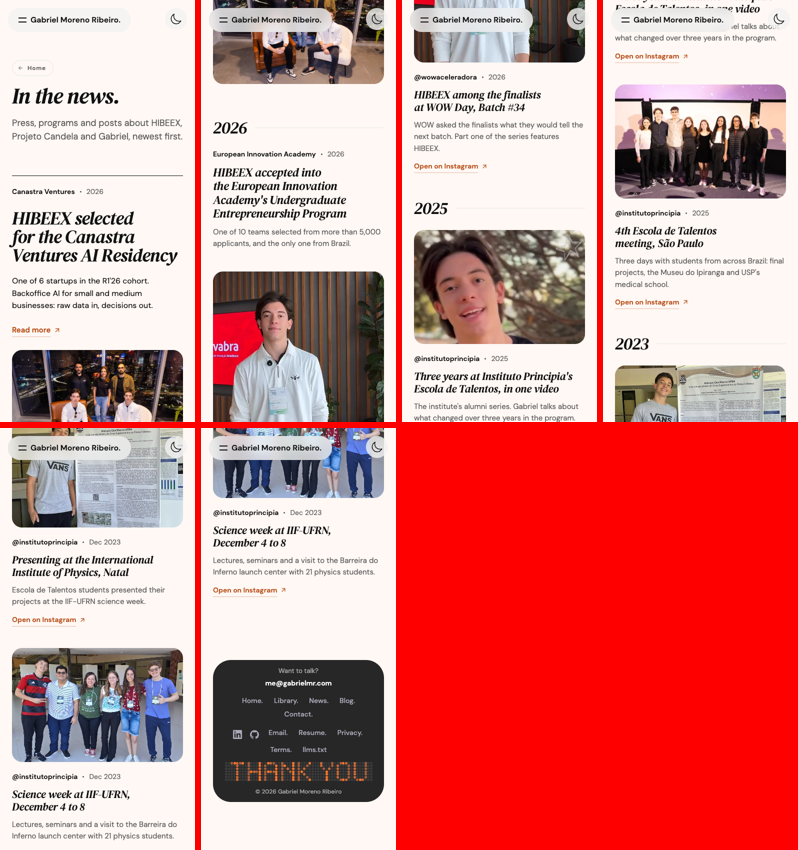 Gabriel Moreno Ribeiro.
← Home
In the news.
Press, programs and posts about HIBEEX,
Projeto Candela and Gabriel, newest first.
Canastra Ventures • 2026
HIBEEX selected
for the Canastra
Ventures AI Residency
One of 6 startups in the R1'26 cohort.
Backoffice AI for small and medium
businesses: raw data in, decisions out.
Read more ↗
Gabriel Moreno Ribeiro.
2026
European Innovation Academy • 2026
HIBEEX accepted into
the European Innovation
Academy's Undergraduate
Entrepreneurship Program
One of 10 teams selected from more than 5,000
applicants, and the only one from Brazil.
vabra
Gabriel Moreno Ribeiro.
@wowaceleradora • 2026
HIBEEX among the finalists
at WOW Day, Batch #34
WOW asked the finalists what they would tell the
next batch. Part one of the series features
HIBEEX.
Open on Instagram ↗
2025
@institutoprincipia • 2025
Three years at Instituto Principia's
Escola de Talentos, in one video
The institute's alumni series. Gabriel talks about
what changed over three years in the program.
Gabriel Moreno Ribeiro.
Escola de Talentos, in one video
el talks about
what changed over three years in the program.
Open on Instagram ↗
@institutoprincipia • 2025
4th Escola de Talentos
meeting, São Paulo
Three days with students from across Brazil: final
projects, the Museu do Ipiranga and USP's
medical school.
Open on Instagram ↗
2023
Gabriel Moreno Ribeiro.
VANS
@institutoprincipia • Dec 2023
Presenting at the International
Institute of Physics, Natal
Escola de Talentos students presented their
projects at the IIF-UFRN science week.
Open on Instagram ↗
@institutoprincipia • Dec 2023
Science week at IIF-UFRN,
December 4 to 8
Lectures, seminars and a visit to the Barreira do
Inferno launch center with 21 physics students.
Gabriel Moreno Ribeiro.
@institutoprincipia • Dec 2023
Science week at IIF-UFRN,
December 4 to 8
Lectures, seminars and a visit to the Barreira do
Inferno launch center with 21 physics students.
Open on Instagram ↗
Want to talk?
me@gabrielmr.com
Home. Library. News. Blog.
Contact.
Email. Resume. Privacy.
Terms. llms.txt
THANK YOU
© 2026 Gabriel Moreno Ribeiro